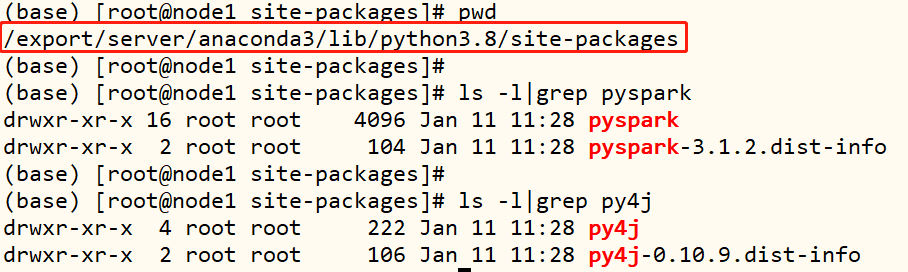 (base) [root@node1 site-packages]# pwd
/export/server/anaconda3/lib/python3.8/site-packages
(base) [root@node1 site-packages]#
(base) [root@node1 site-packages]# ls -l|grep pyspark
drwxr-xr-x 16 root root    4096 Jan 11 11:28 pyspark
drwxr-xr-x  2 root root     104 Jan 11 11:28 pyspark-3.1.2.dist-info
(base) [root@node1 site-packages]#
(base) [root@node1 site-packages]# ls -l|grep py4j
drwxr-xr-x  4 root root     222 Jan 11 11:28 py4j
drwxr-xr-x  2 root root     106 Jan 11 11:28 py4j-0.10.9.dist-info